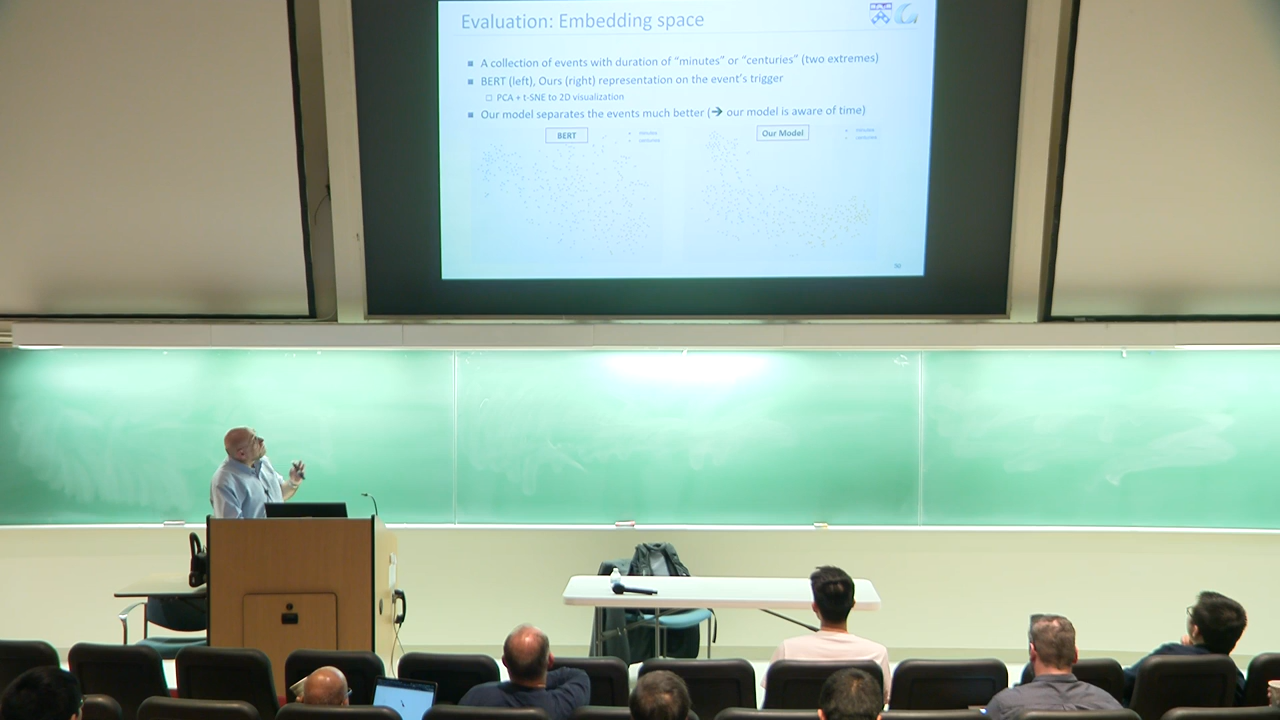 Evaluation: Embedding space
A collection of events with duration of “minutes” or “centuries” (two extremes)
BERT (left), Ours (right) representation on the event's trigger
PCA + t-SNE to 2D visualization
Our model separates the events much better (➔ our model is aware of time)
BERT
minutes
centuries
Our Model
minutes
centuries